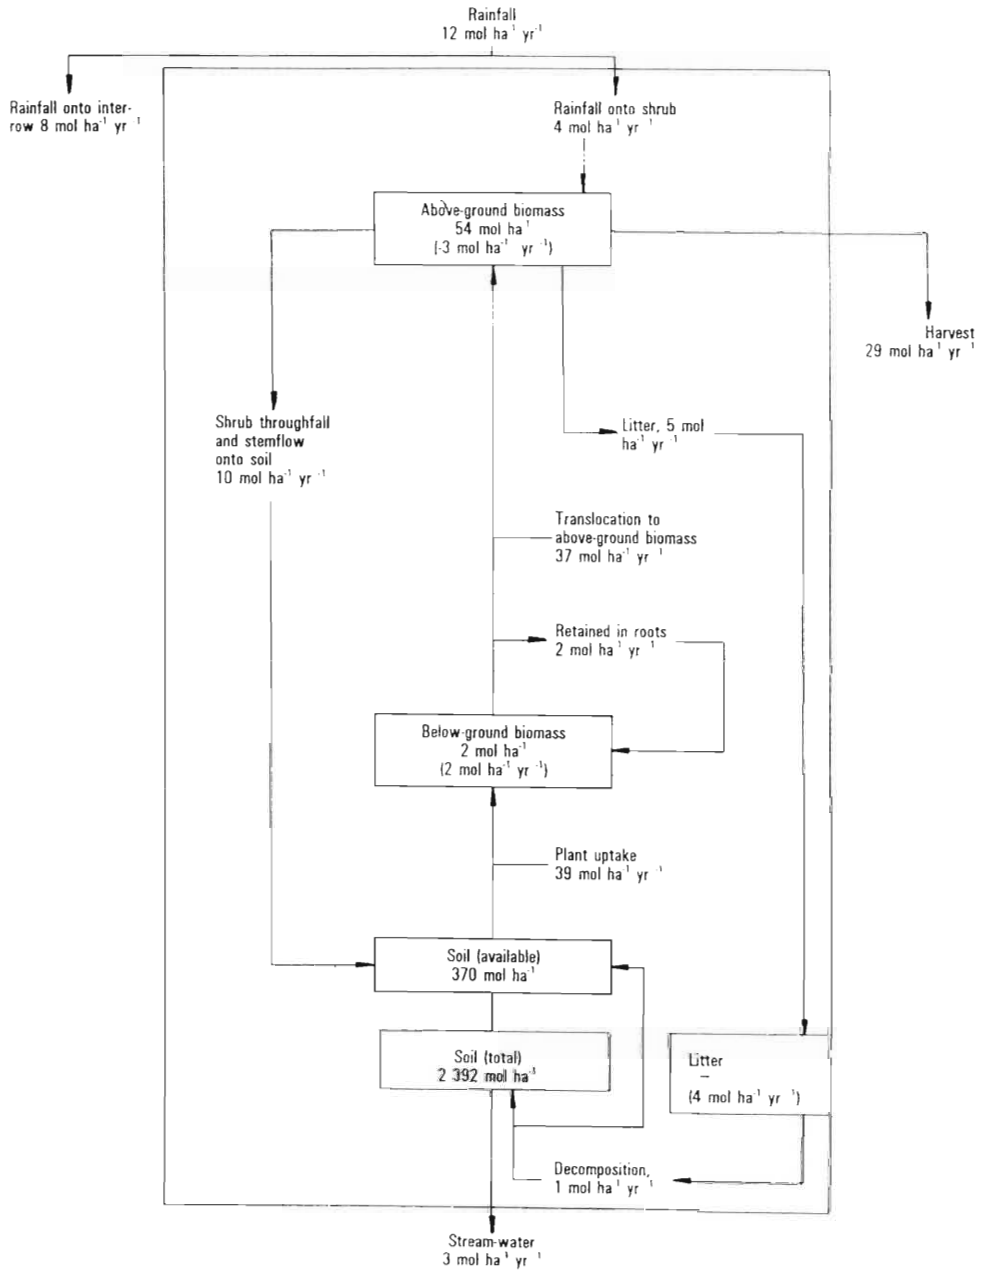 Rainfall
12 mol ha⁻¹ yr⁻¹
Rainfall onto inter-
row 8 mol ha⁻¹ yr⁻¹
Rainfall onto shrub
4 mol ha⁻¹ yr⁻¹
Above-ground biomass
54 mol ha⁻¹
(-3 mol ha⁻¹ yr⁻¹)
Harvest
29 mol ha⁻¹ yr⁻¹
Shrub throughfall
and stemflow
onto soil
10 mol ha⁻¹ yr⁻¹
Litter, 5 mol
ha⁻¹ yr⁻¹
Translocation to
above-ground biomass
37 mol ha⁻¹ yr⁻¹
Retained in roots
2 mol ha⁻¹ yr⁻¹
Below-ground biomass
2 mol ha⁻¹
(2 mol ha⁻¹ yr⁻¹)
Plant uptake
39 mol ha⁻¹ yr⁻¹
Soil (available)
370 mol ha⁻¹
Soil (total)
2 392 mol ha⁻¹
Litter
–
(4 mol ha⁻¹ yr⁻¹)
Decomposition,
1 mol ha⁻¹ yr⁻¹
Stream-water
3 mol ha⁻¹ yr⁻¹